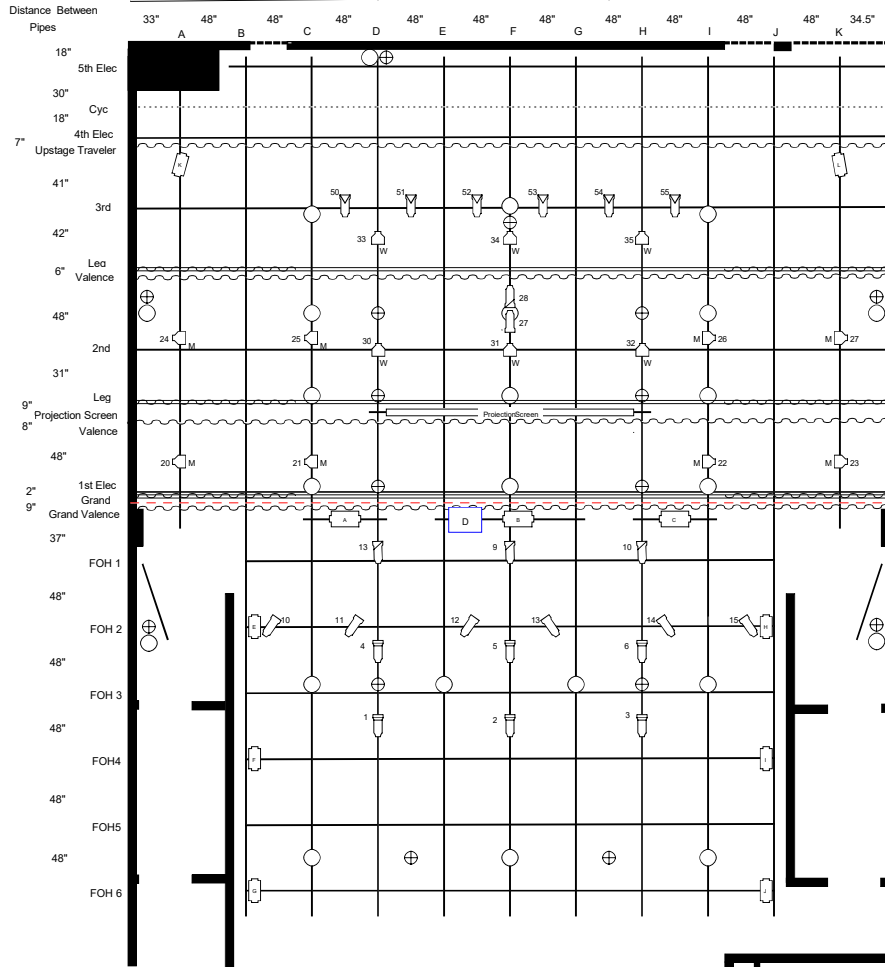 Distance Between
Pipes
33" 48" 48" 48" 48" 48" 48" 48" 48" 48" 48" 34.5"
A B C D E F G H I J K
18"
5th Elec
30"
Cyc
18"
4th Elec
7"
Upstage Traveler
K L
41"
50 51 52 53 54 55
3rd
42"
33 34 35
W W W
Leg
6"
Valence
28
48"
27
24 M 25 M 30 31 32 M 26 M 27
2nd
W W W
31"
Leg
9"
Projection Screen
ProjectionScreen
8"
Valence
48"
20 M 21 M M 22 M 23
1st Elec
2"
Grand
9"
Grand Valence
A D B C
37"
13 9 10
FOH 1
48"
10 11 12 13 14 15
E H
FOH 2
4 5 6
48"
FOH 3
1 2 3
48"
FOH4
F I
48"
FOH5
48"
FOH 6
G J